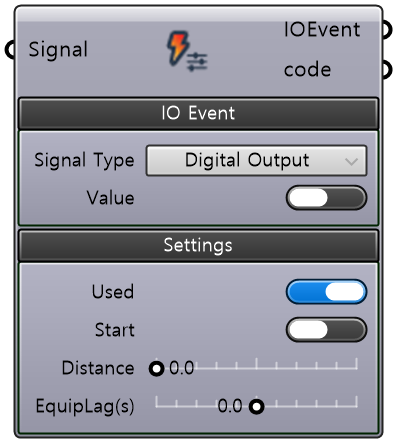 Signal
IOEvent
code
IO Event
Signal Type Digital Output
Value
Settings
Used
Start
Distance 0.0
EquipLag(s) 0.0